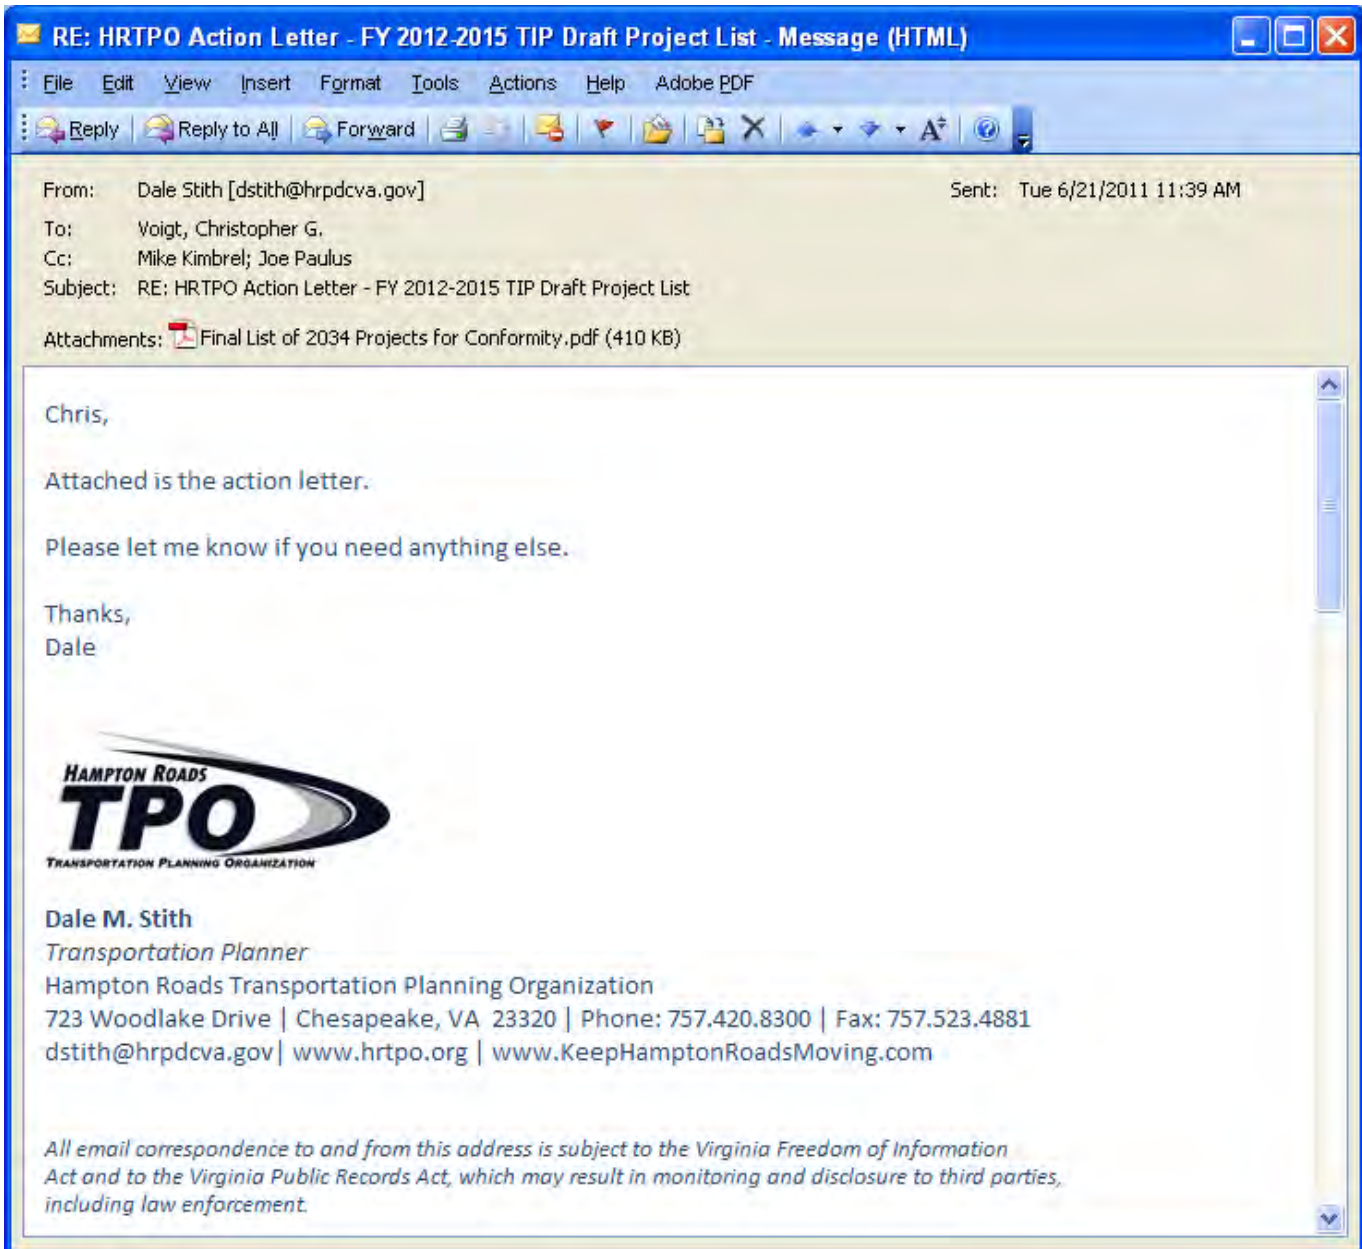 RE: HRTPO Action Letter - FY 2012-2015 TIP Draft Project List - Message (HTML)
File Edit View Insert Format Tools Actions Help Adobe PDF
Reply Reply to All Forward
From: Dale Stith [dstith@hrpdcva.gov] Sent: Tue 6/21/2011 11:39 AM
To: Voigt, Christopher G.
Cc: Mike Kimbrel; Joe Paulus
Subject: RE: HRTPO Action Letter - FY 2012-2015 TIP Draft Project List
Attachments: Final List of 2034 Projects for Conformity.pdf (410 KB)
Chris,
Attached is the action letter.
Please let me know if you need anything else.
Thanks,
Dale
HAMPTON ROADS
TPO
TRANSPORTATION PLANNING ORGANIZATION
Dale M. Stith
Transportation Planner
Hampton Roads Transportation Planning Organization
723 Woodlake Drive | Chesapeake, VA 23320 | Phone: 757.420.8300 | Fax: 757.523.4881
dstith@hrpdcva.gov| www.hrtpo.org | www.KeepHamptonRoadsMoving.com
All email correspondence to and from this address is subject to the Virginia Freedom of Information
Act and to the Virginia Public Records Act, which may result in monitoring and disclosure to third parties,
including law enforcement.